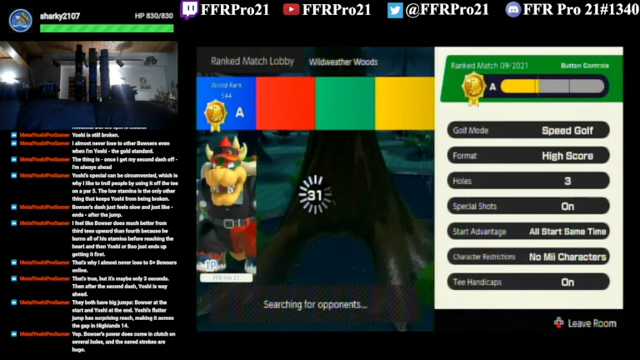 sharky2107
HP 830/830
FFRPro21
FFRPro21
@FFRPro21
FFR Pro 21#1340
MetalYoshiProGamer Yoshi is still broken.
MetalYoshiProGamer I almost never lose to other Bowsers
even when I'm Yoshi - the gold standard.
MetalYoshiProGamer The thing is - once I get my second dash off -
I'm always ahead
MetalYoshiProGamer Yoshi's special can be circumvented, which is
why I like to troll people by using it off the toe
on a par 5. The low stamina is the only other
thing that keeps Yoshi from being broken.
MetalYoshiProGamer Bowser's dash just feels slow and just like -
ends - after the jump.
MetalYoshiProGamer I feel like Bowser does much better from
third tees upward than fourth because he
burns all of his stamina before reaching the
heart and then Yoshi or Boo just ends up
getting it first.
MetalYoshiProGamer That's why I almost never lose to 6+ Bowsers
online.
MetalYoshiProGamer That's true, but it's maybe only 3 seconds.
Then after the second dash, Yoshi is way
ahead.
MetalYoshiProGamer They both have big jumps: Bowser at the
start and Yoshi at the end. Yoshi's flutter
jump has surprising reach, making it across
the gap in Highlands 14.
MetalYoshiProGamer Yep. Bowser's power does come in clutch on
several holes, and the saved strokes are
huge.
Ranked Match Lobby
Wildweather Woods
World Rank
544
A
1P
FFR Pro 21
31
Searching for opponents...
Ranked Match 09/2021
Button Controls
A
Golf Mode
Speed Golf
Format
High Score
Holes
3
Special Shots
On
Start Advantage
All Start Same Time
Character Restrictions
No Mii Characters
Tee Handicaps
On
Leave Room